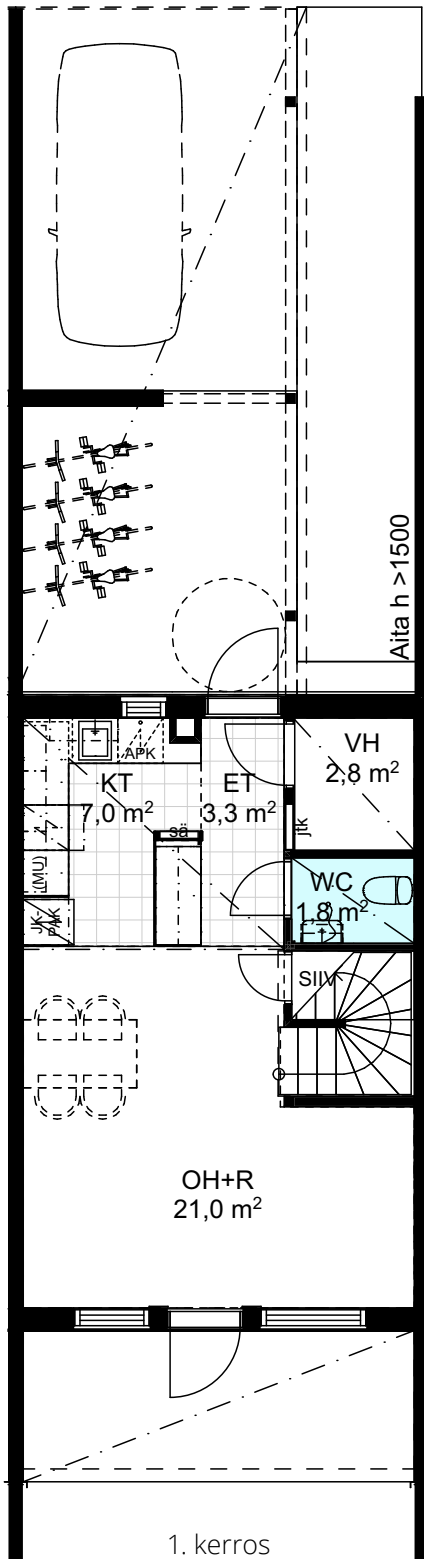 Aita h >1500
APK
KT
7,0 m²
ET
3,3 m²
VH
2,8 m²
sä
jtk
(MU)
JK-
PAK
WC
1,8 m²
SIIV
OH+R
21,0 m²
1. kerros